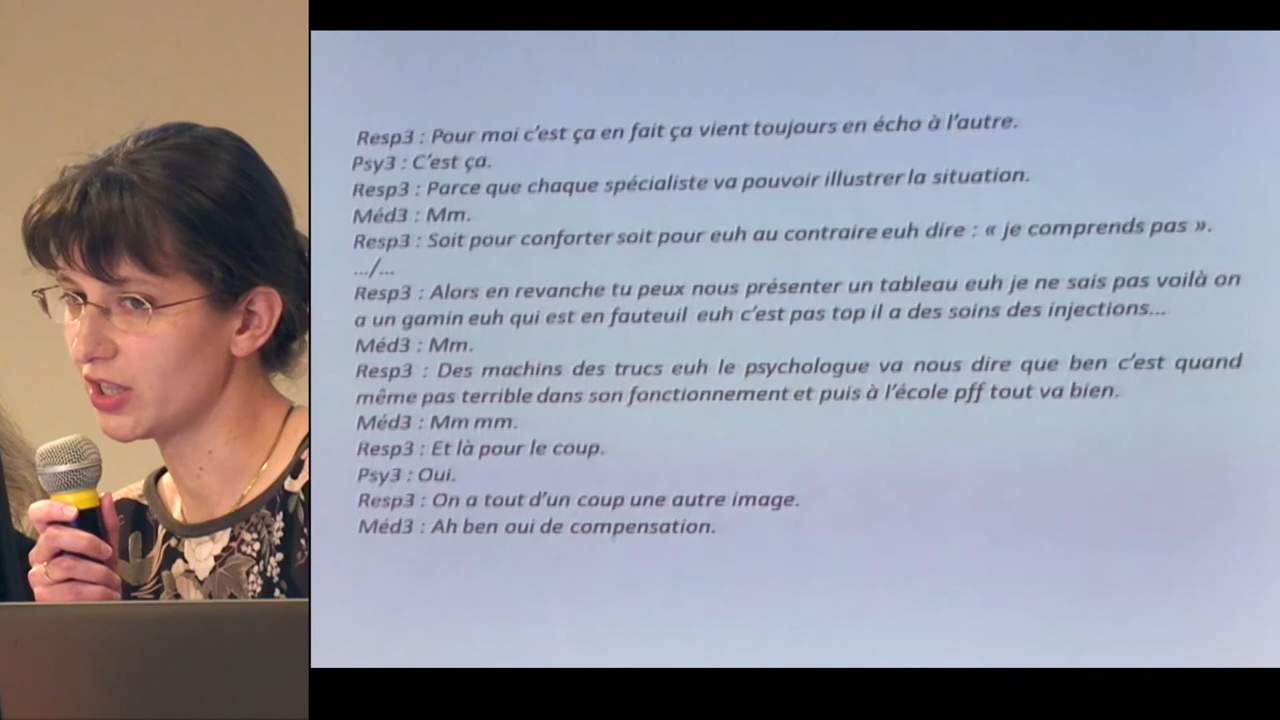 Resp3 : Pour moi c'est ça en fait ça vient toujours en écho à l'autre.
Psy3 : C'est ça.
Resp3 : Parce que chaque spécialiste va pouvoir illustrer la situation.
Méd3 : Mm.
Resp3 : Soit pour conforter soit pour euh au contraire euh dire : « je comprends pas ».
.../...
Resp3 : Alors en revanche tu peux nous présenter un tableau euh je ne sais pas voilà on
a un gamin euh qui est en fauteuil euh c'est pas top il a des soins des injections...
Méd3 : Mm.
Resp3 : Des machins des trucs euh le psychologue va nous dire que ben c'est quand
même pas terrible dans son fonctionnement et puis à l'école pff tout va bien.
Méd3 : Mm mm.
Resp3 : Et là pour le coup.
Psy3 : Oui.
Resp3 : On a tout d'un coup une autre image.
Méd3 : Ah ben oui de compensation.